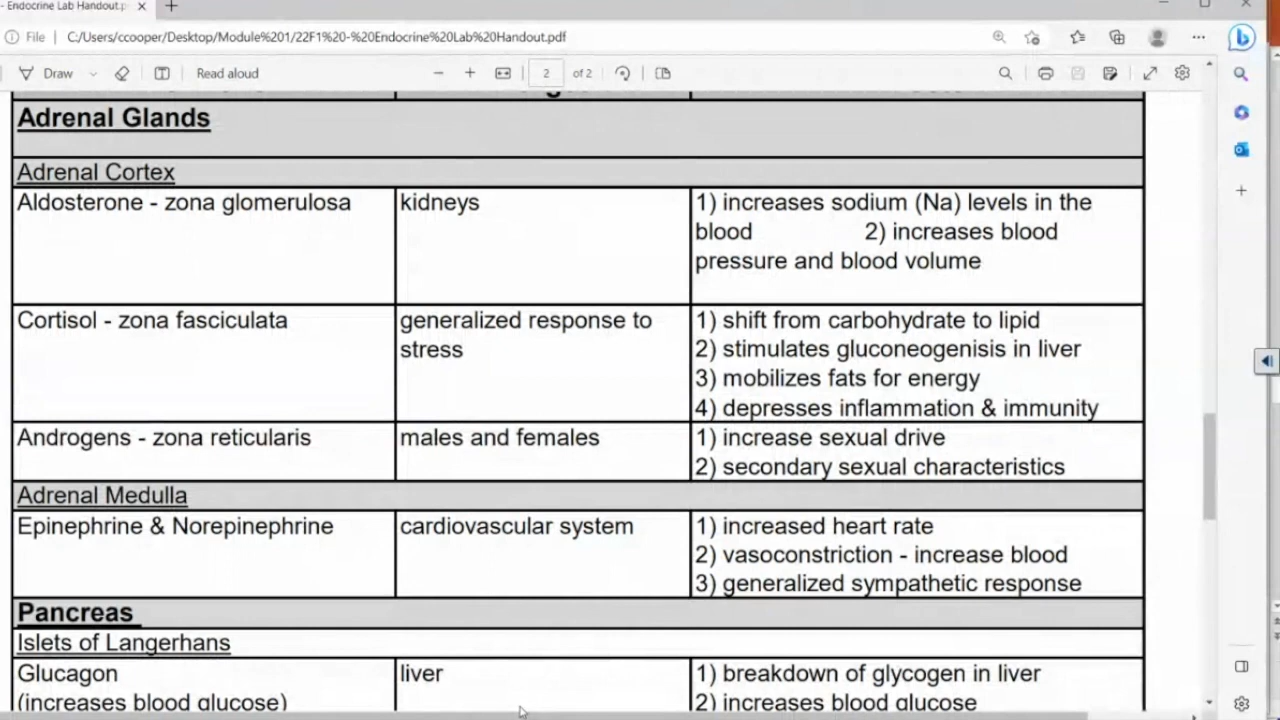 - Endocrine Lab Handout.p
File C:/Users/ccooper/Desktop/Module%201/22F1%20-%20Endocrine%20Lab%20Handout.pdf
Draw Read aloud 2 of 2
Adrenal Glands
Adrenal Cortex
Aldosterone - zona glomerulosa
kidneys
1) increases sodium (Na) levels in the
blood 2) increases blood
pressure and blood volume
Cortisol - zona fasciculata
generalized response to
stress
1) shift from carbohydrate to lipid
2) stimulates gluconeogenisis in liver
3) mobilizes fats for energy
4) depresses inflammation & immunity
Androgens - zona reticularis
males and females
1) increase sexual drive
2) secondary sexual characteristics
Adrenal Medulla
Epinephrine & Norepinephrine
cardiovascular system
1) increased heart rate
2) vasoconstriction - increase blood
3) generalized sympathetic response
Pancreas
Islets of Langerhans
Glucagon
(increases blood glucose)
liver
1) breakdown of glycogen in liver
2) increases blood glucose